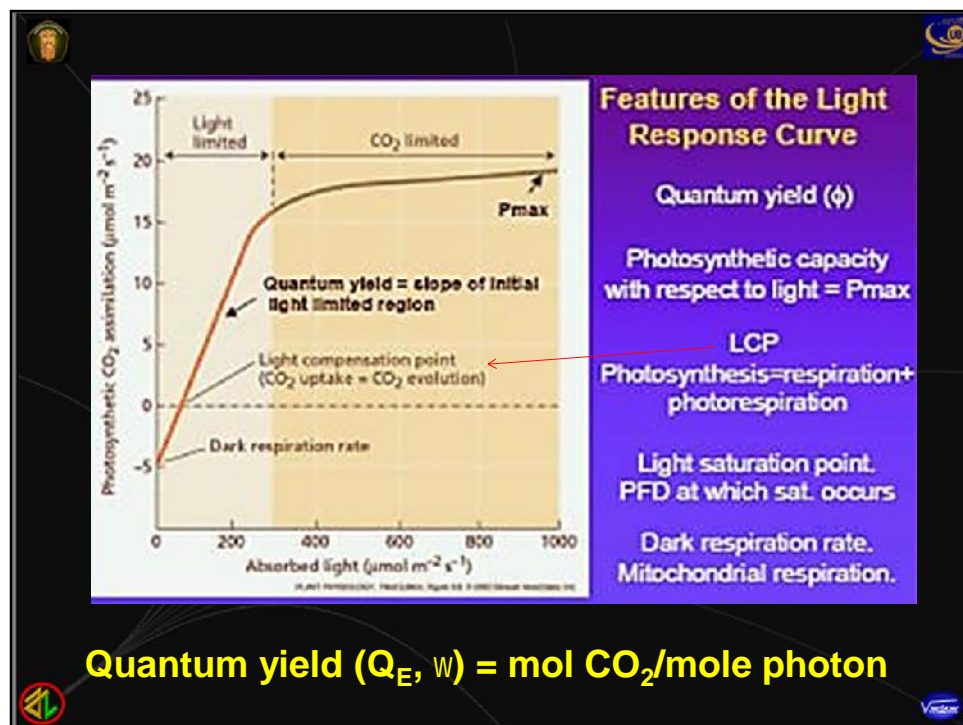 25
20
15
10
5
0
–5
Photosynthetic CO₂ assimilation (μmol m⁻² s⁻¹)
Light
limited
CO₂ limited
Pmax
Quantum yield = slope of initial
light limited region
Light compensation point
(CO₂ uptake = CO₂ evolution)
Dark respiration rate
0 200 400 600 800 1000
Absorbed light (μmol m⁻² s⁻¹)
PLANT PHYSIOLOGY,
Features of the Light
Response Curve
Quantum yield (ϕ)
Photosynthetic capacity
with respect to light = Pmax
LCP
Photosynthesis=respiration+
photorespiration
Light saturation point.
PFD at which sat. occurs
Dark respiration rate.
Mitochondrial respiration.
Quantum yield (Q_E, w) = mol CO₂/mole photon
UB